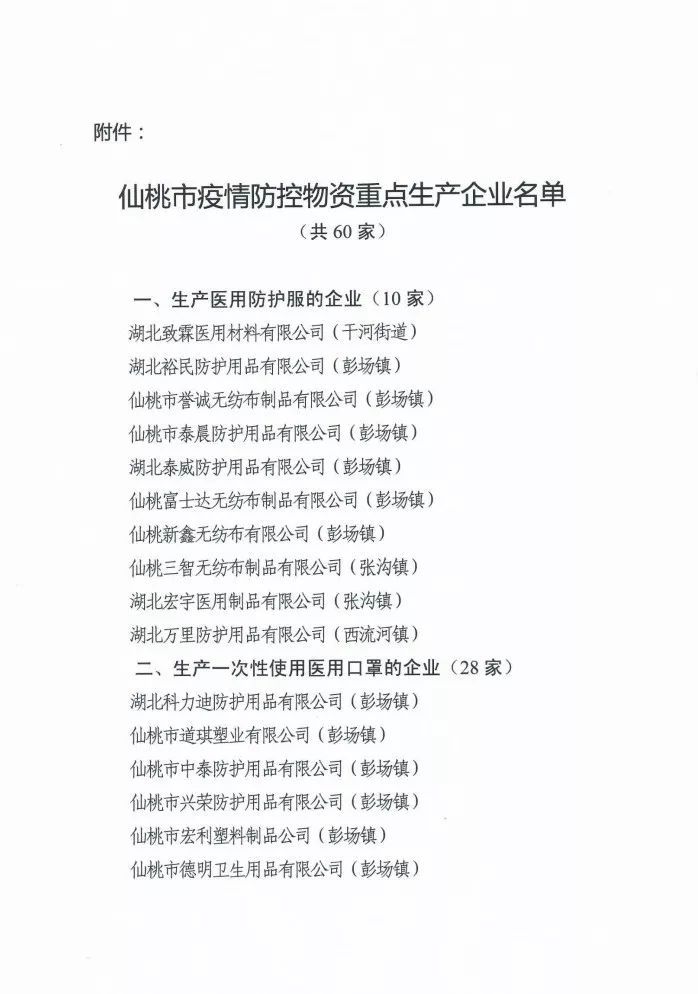 附件：
仙桃市疫情防控物资重点生产企业名单
（共 60 家）
一、生产医用防护服的企业（10 家）
湖北致霖医用材料有限公司（干河街道）
湖北裕民防护用品有限公司（彭场镇）
仙桃市誉诚无纺布制品有限公司（彭场镇）
仙桃市泰晨防护用品有限公司（彭场镇）
湖北泰威防护用品有限公司（彭场镇）
仙桃富士达无纺布制品有限公司（彭场镇）
仙桃新鑫无纺布有限公司（彭场镇）
仙桃三智无纺布制品有限公司（张沟镇）
湖北宏宇医用制品有限公司（张沟镇）
湖北万里防护用品有限公司（西流河镇）
二、生产一次性使用医用口罩的企业（28 家）
湖北科力迪防护用品有限公司（彭场镇）
仙桃市道琪塑业有限公司（彭场镇）
仙桃市中泰防护用品有限公司（彭场镇）
仙桃市兴荣防护用品有限公司（彭场镇）
仙桃市宏利塑料制品公司（彭场镇）
仙桃市德明卫生用品有限公司（彭场镇）